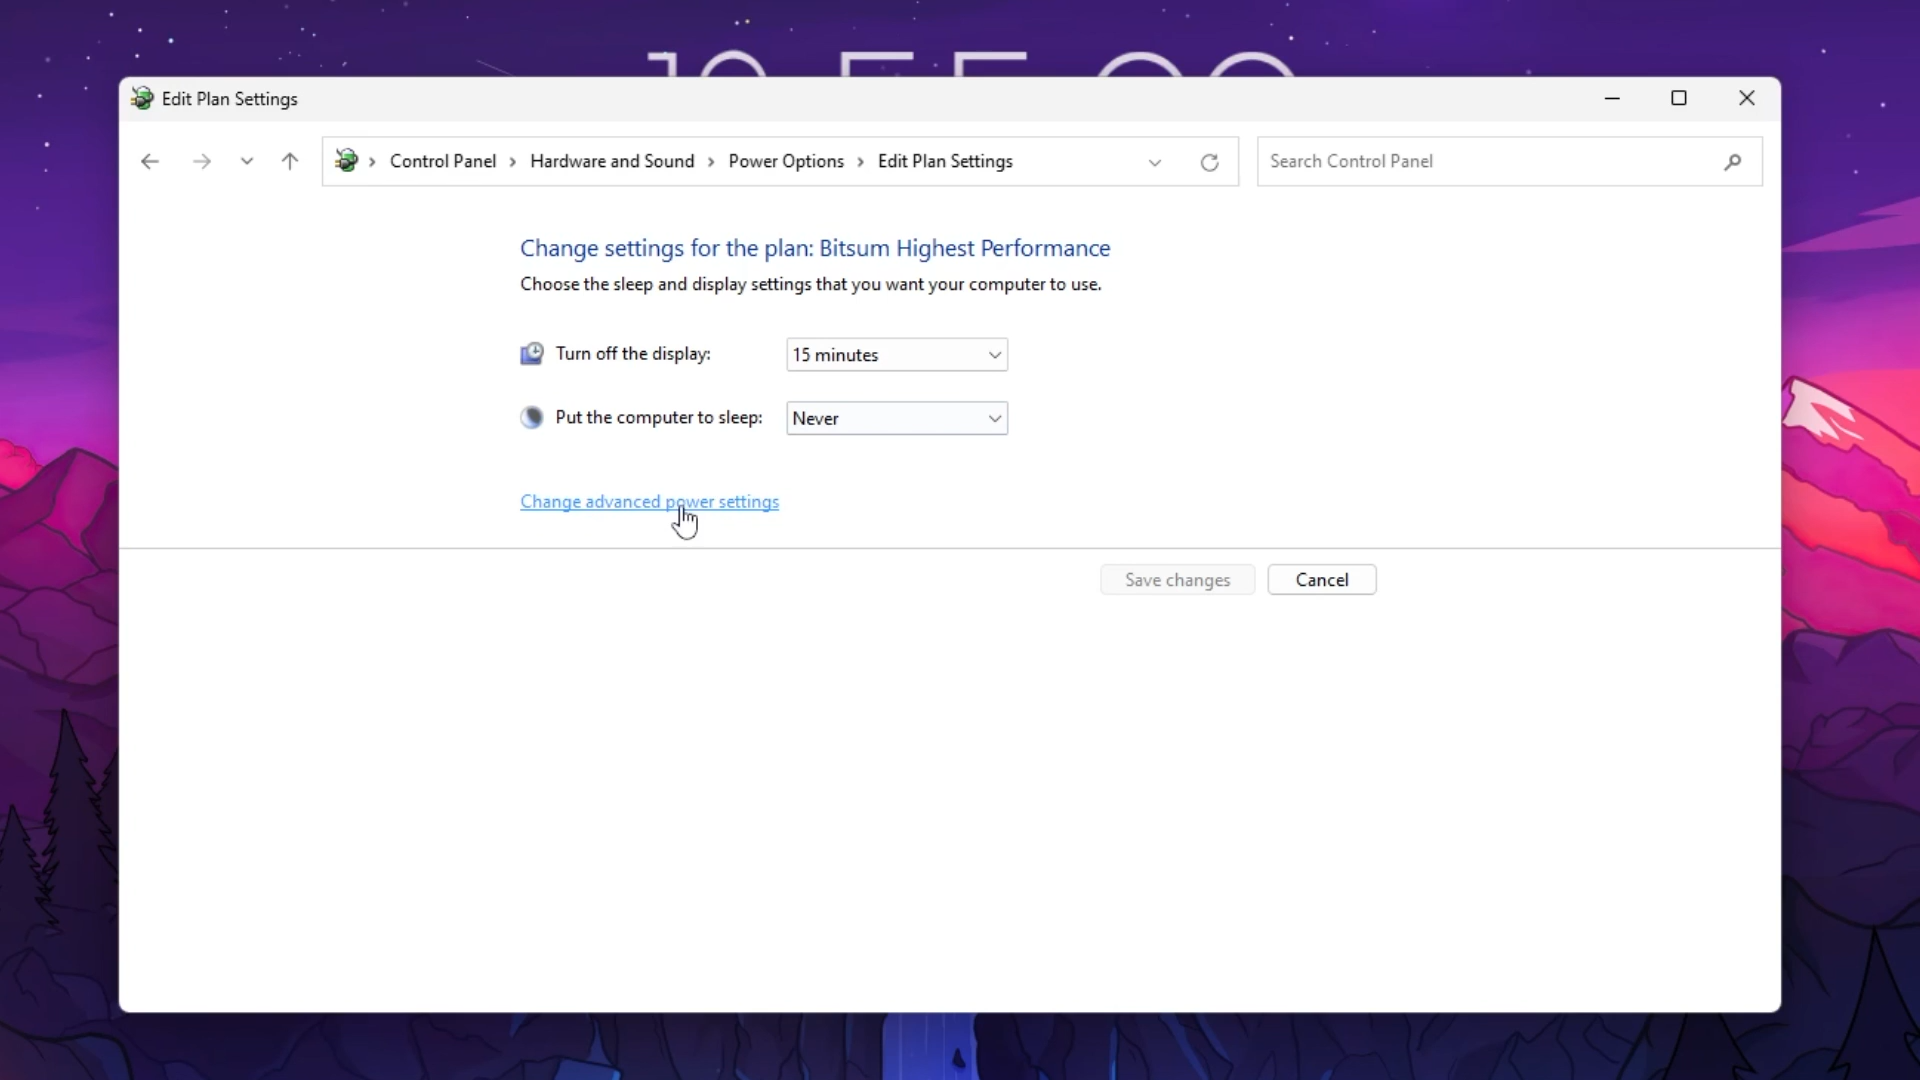 Edit Plan Settings
Control Panel > Hardware and Sound > Power Options > Edit Plan Settings
Search Control Panel
Change settings for the plan: Bitsum Highest Performance
Choose the sleep and display settings that you want your computer to use.
Turn off the display: 15 minutes
Put the computer to sleep: Never
Change advanced power settings
Save changes Cancel